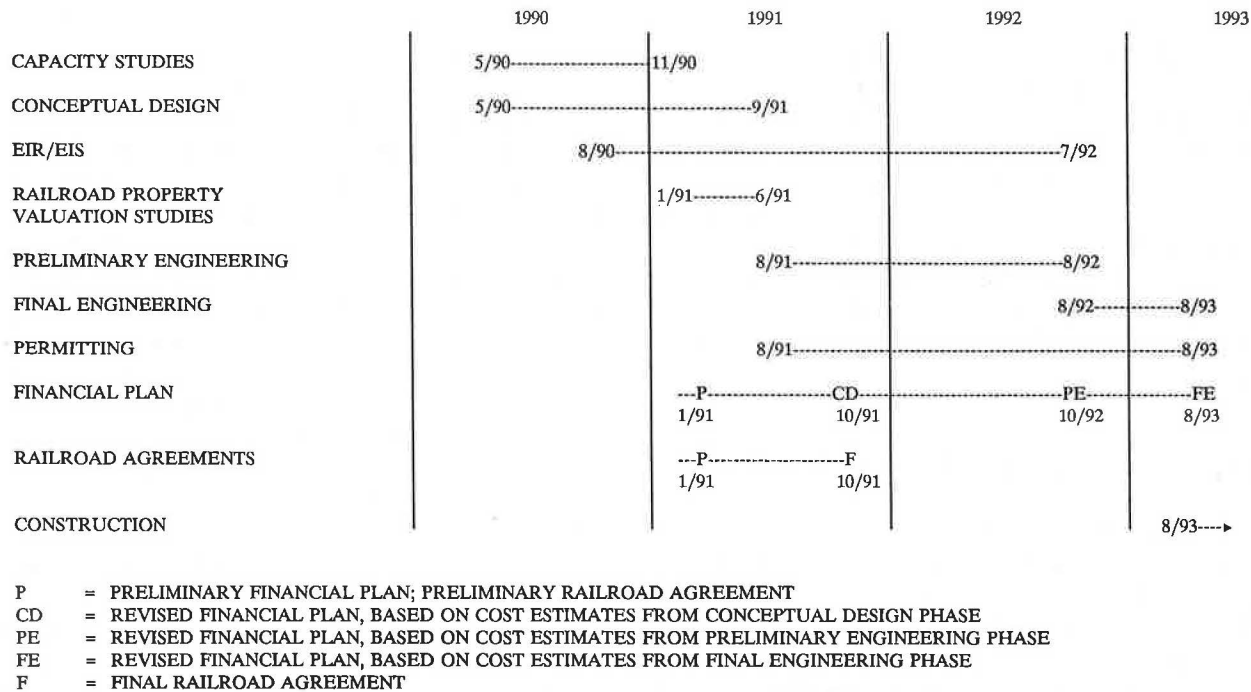 1990 1991 1992 1993
CAPACITY STUDIES 5/90---------------------11/90
CONCEPTUAL DESIGN 5/90------------------------------------9/91
EIR/EIS 8/90------------------------------------------------------------------7/92
RAILROAD PROPERTY 1/91---------6/91
VALUATION STUDIES
PRELIMINARY ENGINEERING 8/91----------------------------------------8/92
FINAL ENGINEERING 8/92-------------8/93
PERMITTING 8/91----------------------------------------------------------8/93
FINANCIAL PLAN ---P-------------------CD-------------------------------PE----------------FE
1/91 10/91 10/92 8/93
RAILROAD AGREEMENTS ---P--------------------F
1/91 10/91
CONSTRUCTION 8/93----►
P = PRELIMINARY FINANCIAL PLAN; PRELIMINARY RAILROAD AGREEMENT
CD = REVISED FINANCIAL PLAN, BASED ON COST ESTIMATES FROM CONCEPTUAL DESIGN PHASE
PE = REVISED FINANCIAL PLAN, BASED ON COST ESTIMATES FROM PRELIMINARY ENGINEERING PHASE
FE = REVISED FINANCIAL PLAN, BASED ON COST ESTIMATES FROM FINAL ENGINEERING PHASE
F = FINAL RAILROAD AGREEMENT